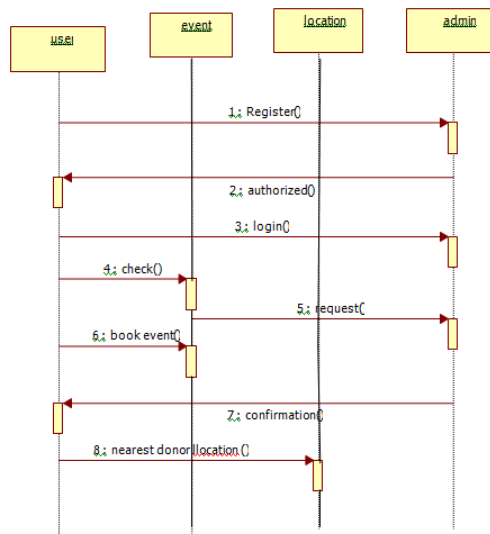 user
event
location
admin
1: Register()
2: authorized()
3: login()
4: check()
5: request(
6: book event()
7: confirmation()
8: nearest donor location ()